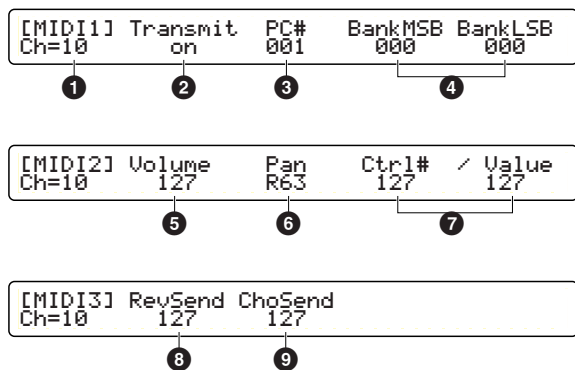 [MIDI1] Transmit PC# BankMSB BankLSB
Ch=10 on 001 000 000
1 2 3 4
[MIDI2] Volume Pan Ctrl# / Value
Ch=10 127 R63 127 127
5 6 7
[MIDI3] RevSend ChoSend
Ch=10 127 127
8 9